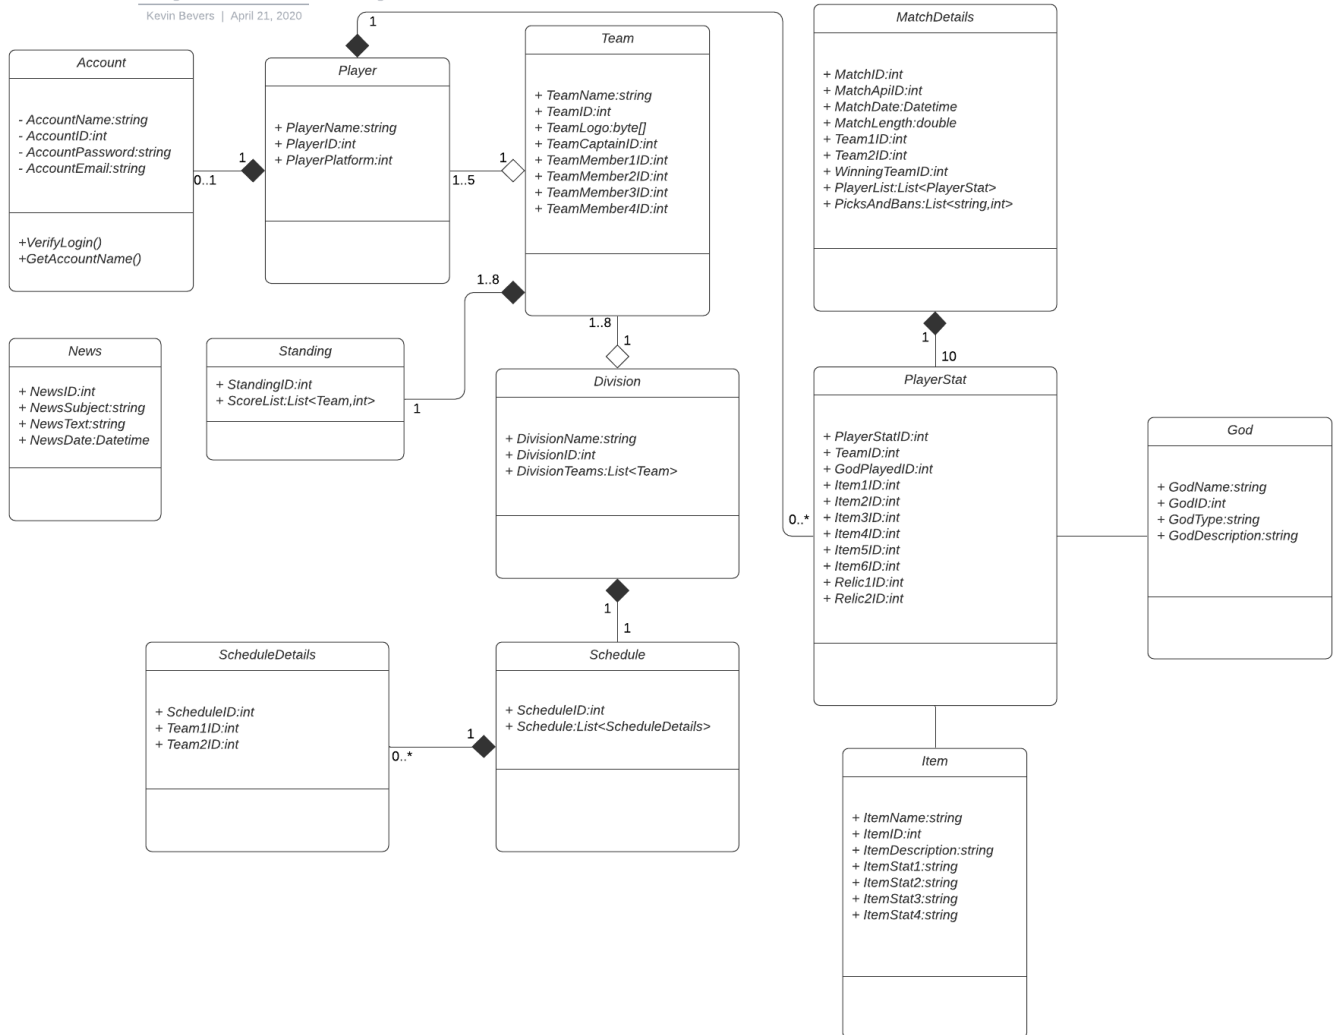 Kevin Bevers | April 21, 2020
Account
- AccountName:string
- AccountID:int
- AccountPassword:string
- AccountEmail:string
+VerifyLogin()
+GetAccountName()
0..1
1
Player
+ PlayerName:string
+ PlayerID:int
+ PlayerPlatform:int
1
1..5
1
Team
+ TeamName:string
+ TeamID:int
+ TeamLogo:byte[]
+ TeamCaptainID:int
+ TeamMember1ID:int
+ TeamMember2ID:int
+ TeamMember3ID:int
+ TeamMember4ID:int
1..8
1..8
1
MatchDetails
+ MatchID:int
+ MatchApiID:int
+ MatchDate:Datetime
+ MatchLength:double
+ Team1ID:int
+ Team2ID:int
+ WinningTeamID:int
+ PlayerList:List<PlayerStat>
+ PicksAndBans:List<string,int>
1
10
News
+ NewsID:int
+ NewsSubject:string
+ NewsText:string
+ NewsDate:Datetime
Standing
+ StandingID:int
+ ScoreList:List<Team,int>
1
Division
+ DivisionName:string
+ DivisionID:int
+ DivisionTeams:List<Team>
1
1
PlayerStat
+ PlayerStatID:int
+ TeamID:int
+ GodPlayedID:int
+ Item1ID:int
+ Item2ID:int
+ Item3ID:int
+ Item4ID:int
+ Item5ID:int
+ Item6ID:int
+ Relic1ID:int
+ Relic2ID:int
0..*
God
+ GodName:string
+ GodID:int
+ GodType:string
+ GodDescription:string
ScheduleDetails
+ ScheduleID:int
+ Team1ID:int
+ Team2ID:int
0..*
1
Schedule
+ ScheduleID:int
+ Schedule:List<ScheduleDetails>
Item
+ ItemName:string
+ ItemID:int
+ ItemDescription:string
+ ItemStat1:string
+ ItemStat2:string
+ ItemStat3:string
+ ItemStat4:string